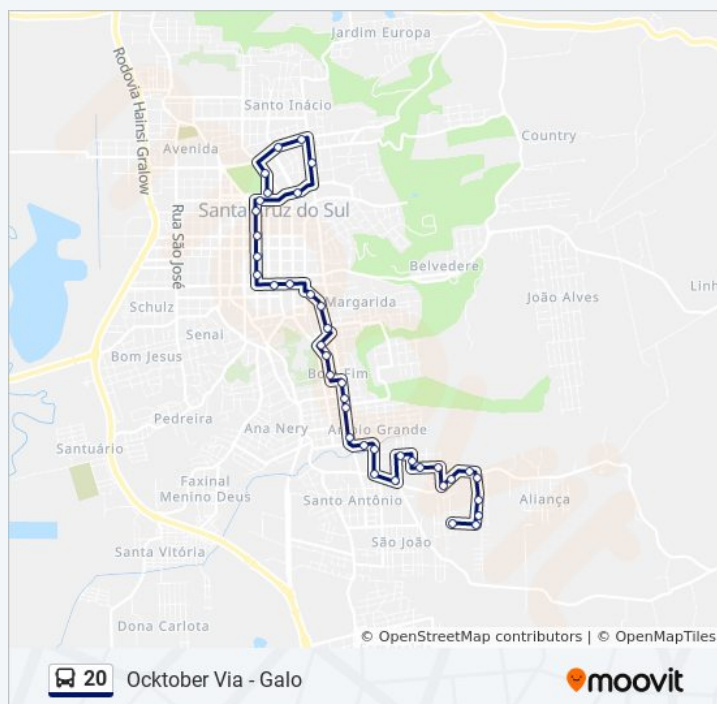 Jardim Europa
Rodovia Hainsi Gralow
Santo Inácio
Country
Avenida
Rua São José
Santa Cruz do Sul
Belvedere
Linh
Margarida
João Alves
Schulz
Senai
Bom Jesus
Bom Fim
Pedreira
Ana Nery
Arroio Grande
Santuário
Faxinal
Menino Deus
Santo Antônio
Aliança
São João
Santa Vitória
Dona Carlota
© OpenStreetMap contributors | © OpenMapTiles
20 Ocktober Via - Galo
moovit